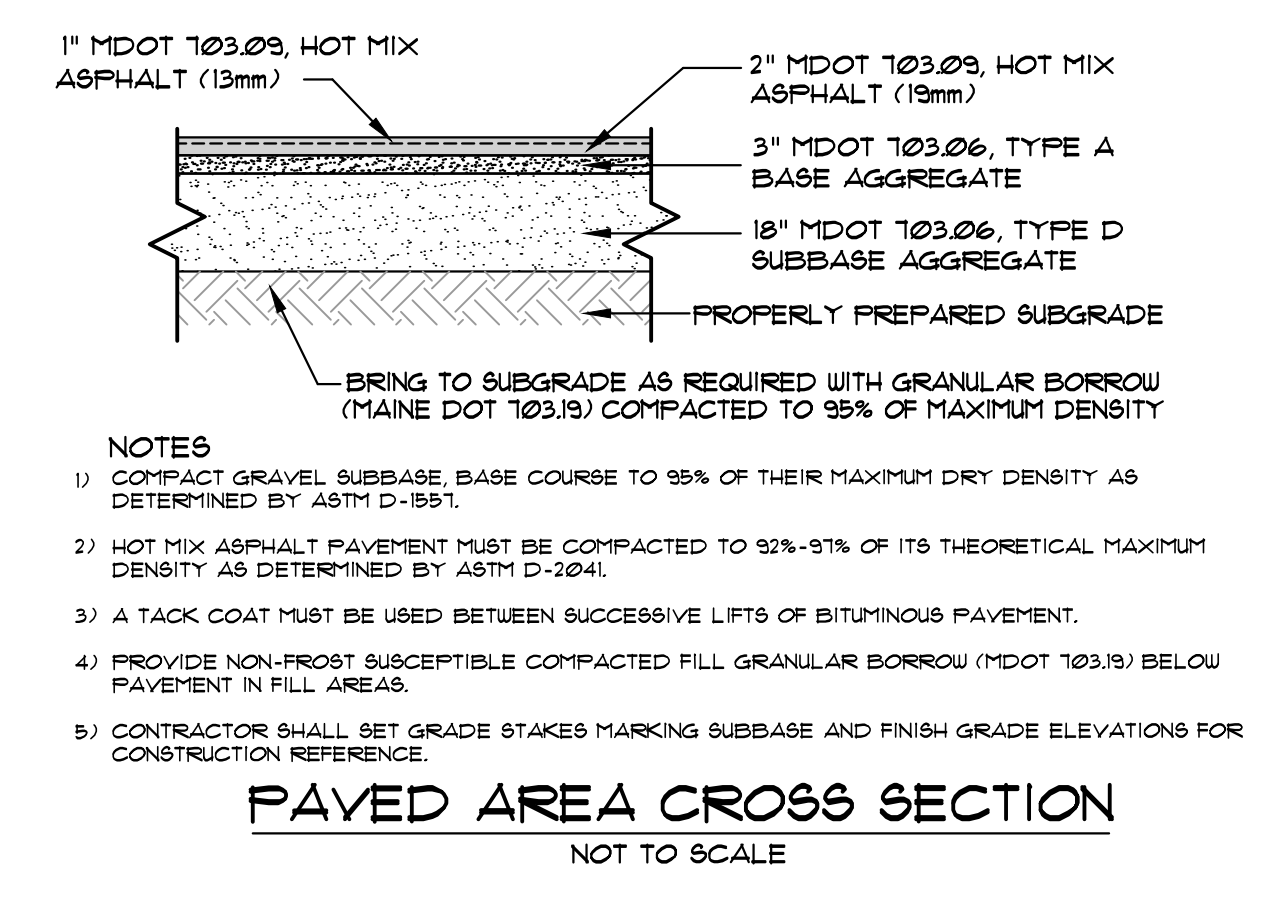 1" MDOT 703.09, HOT MIX
ASPHALT (13mm)
2" MDOT 703.09, HOT MIX
ASPHALT (19mm)
3" MDOT 703.06, TYPE A
BASE AGGREGATE
18" MDOT 703.06, TYPE D
SUBBASE AGGREGATE
PROPERLY PREPARED SUBGRADE
BRING TO SUBGRADE AS REQUIRED WITH GRANULAR BORROW
(MAINE DOT 703.19) COMPACTED TO 95% OF MAXIMUM DENSITY
NOTES
1) COMPACT GRAVEL SUBBASE, BASE COURSE TO 95% OF THEIR MAXIMUM DRY DENSITY AS
DETERMINED BY ASTM D-1557.
2) HOT MIX ASPHALT PAVEMENT MUST BE COMPACTED TO 92%-97% OF ITS THEORETICAL MAXIMUM
DENSITY AS DETERMINED BY ASTM D-2041.
3) A TACK COAT MUST BE USED BETWEEN SUCCESSIVE LIFTS OF BITUMINOUS PAVEMENT.
4) PROVIDE NON-FROST SUSCEPTIBLE COMPACTED FILL GRANULAR BORROW (MDOT 703.19) BELOW
PAVEMENT IN FILL AREAS.
5) CONTRACTOR SHALL SET GRADE STAKES MARKING SUBBASE AND FINISH GRADE ELEVATIONS FOR
CONSTRUCTION REFERENCE.
PAVED AREA CROSS SECTION
NOT TO SCALE